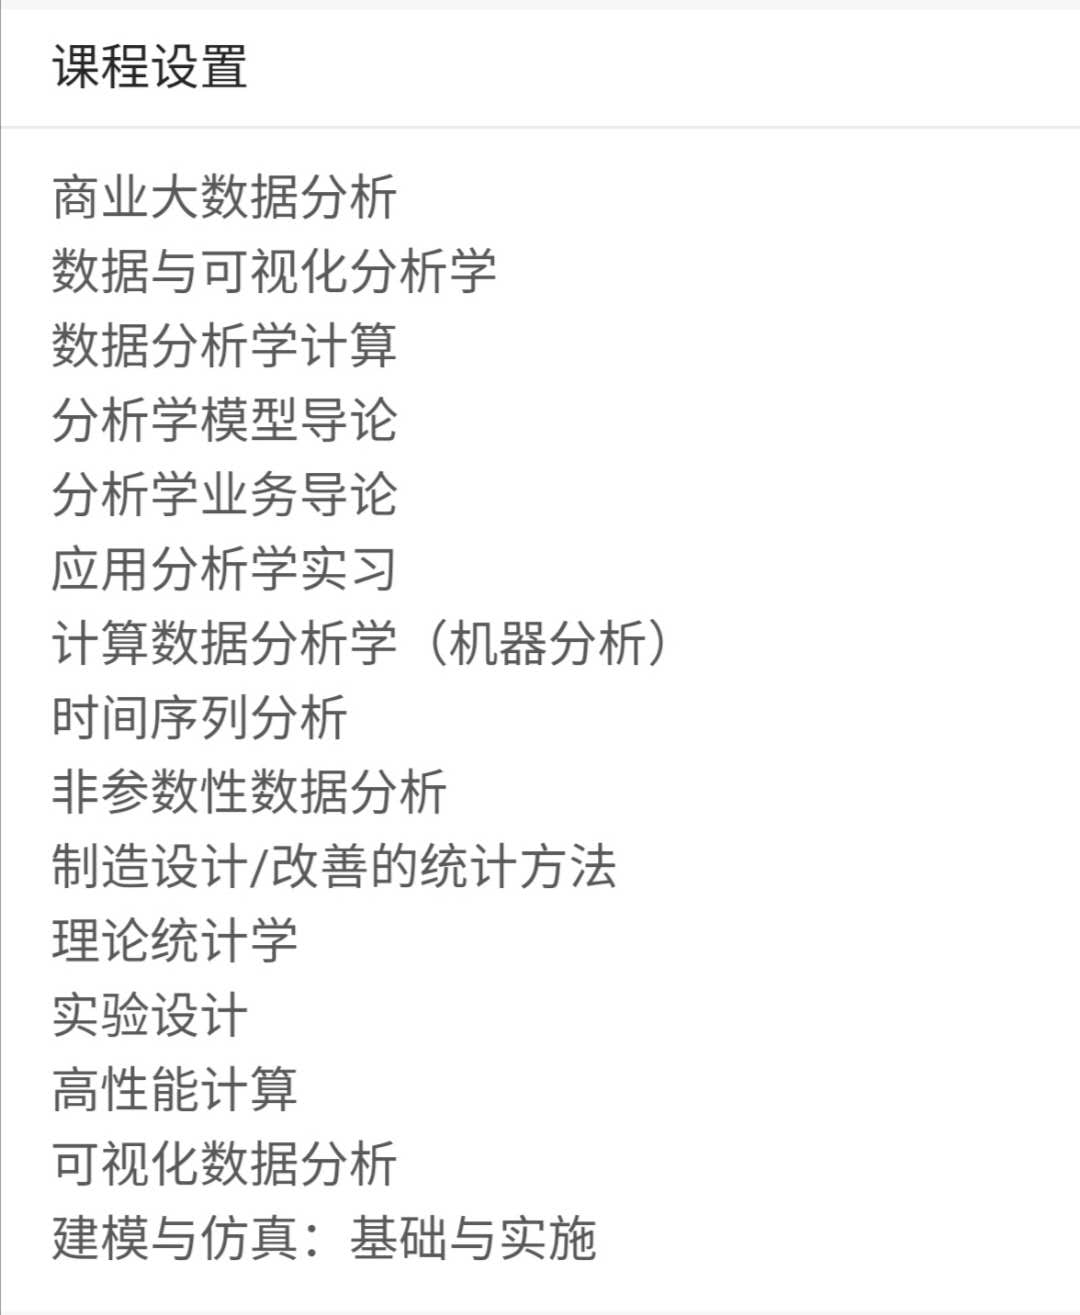 课程设置
商业大数据分析
数据与可视化分析学
数据分析学计算
分析学模型导论
分析学业务导论
应用分析学实习
计算数据分析学（机器分析）
时间序列分析
非参数性数据分析
制造设计/改善的统计方法
理论统计学
实验设计
高性能计算
可视化数据分析
建模与仿真：基础与实施